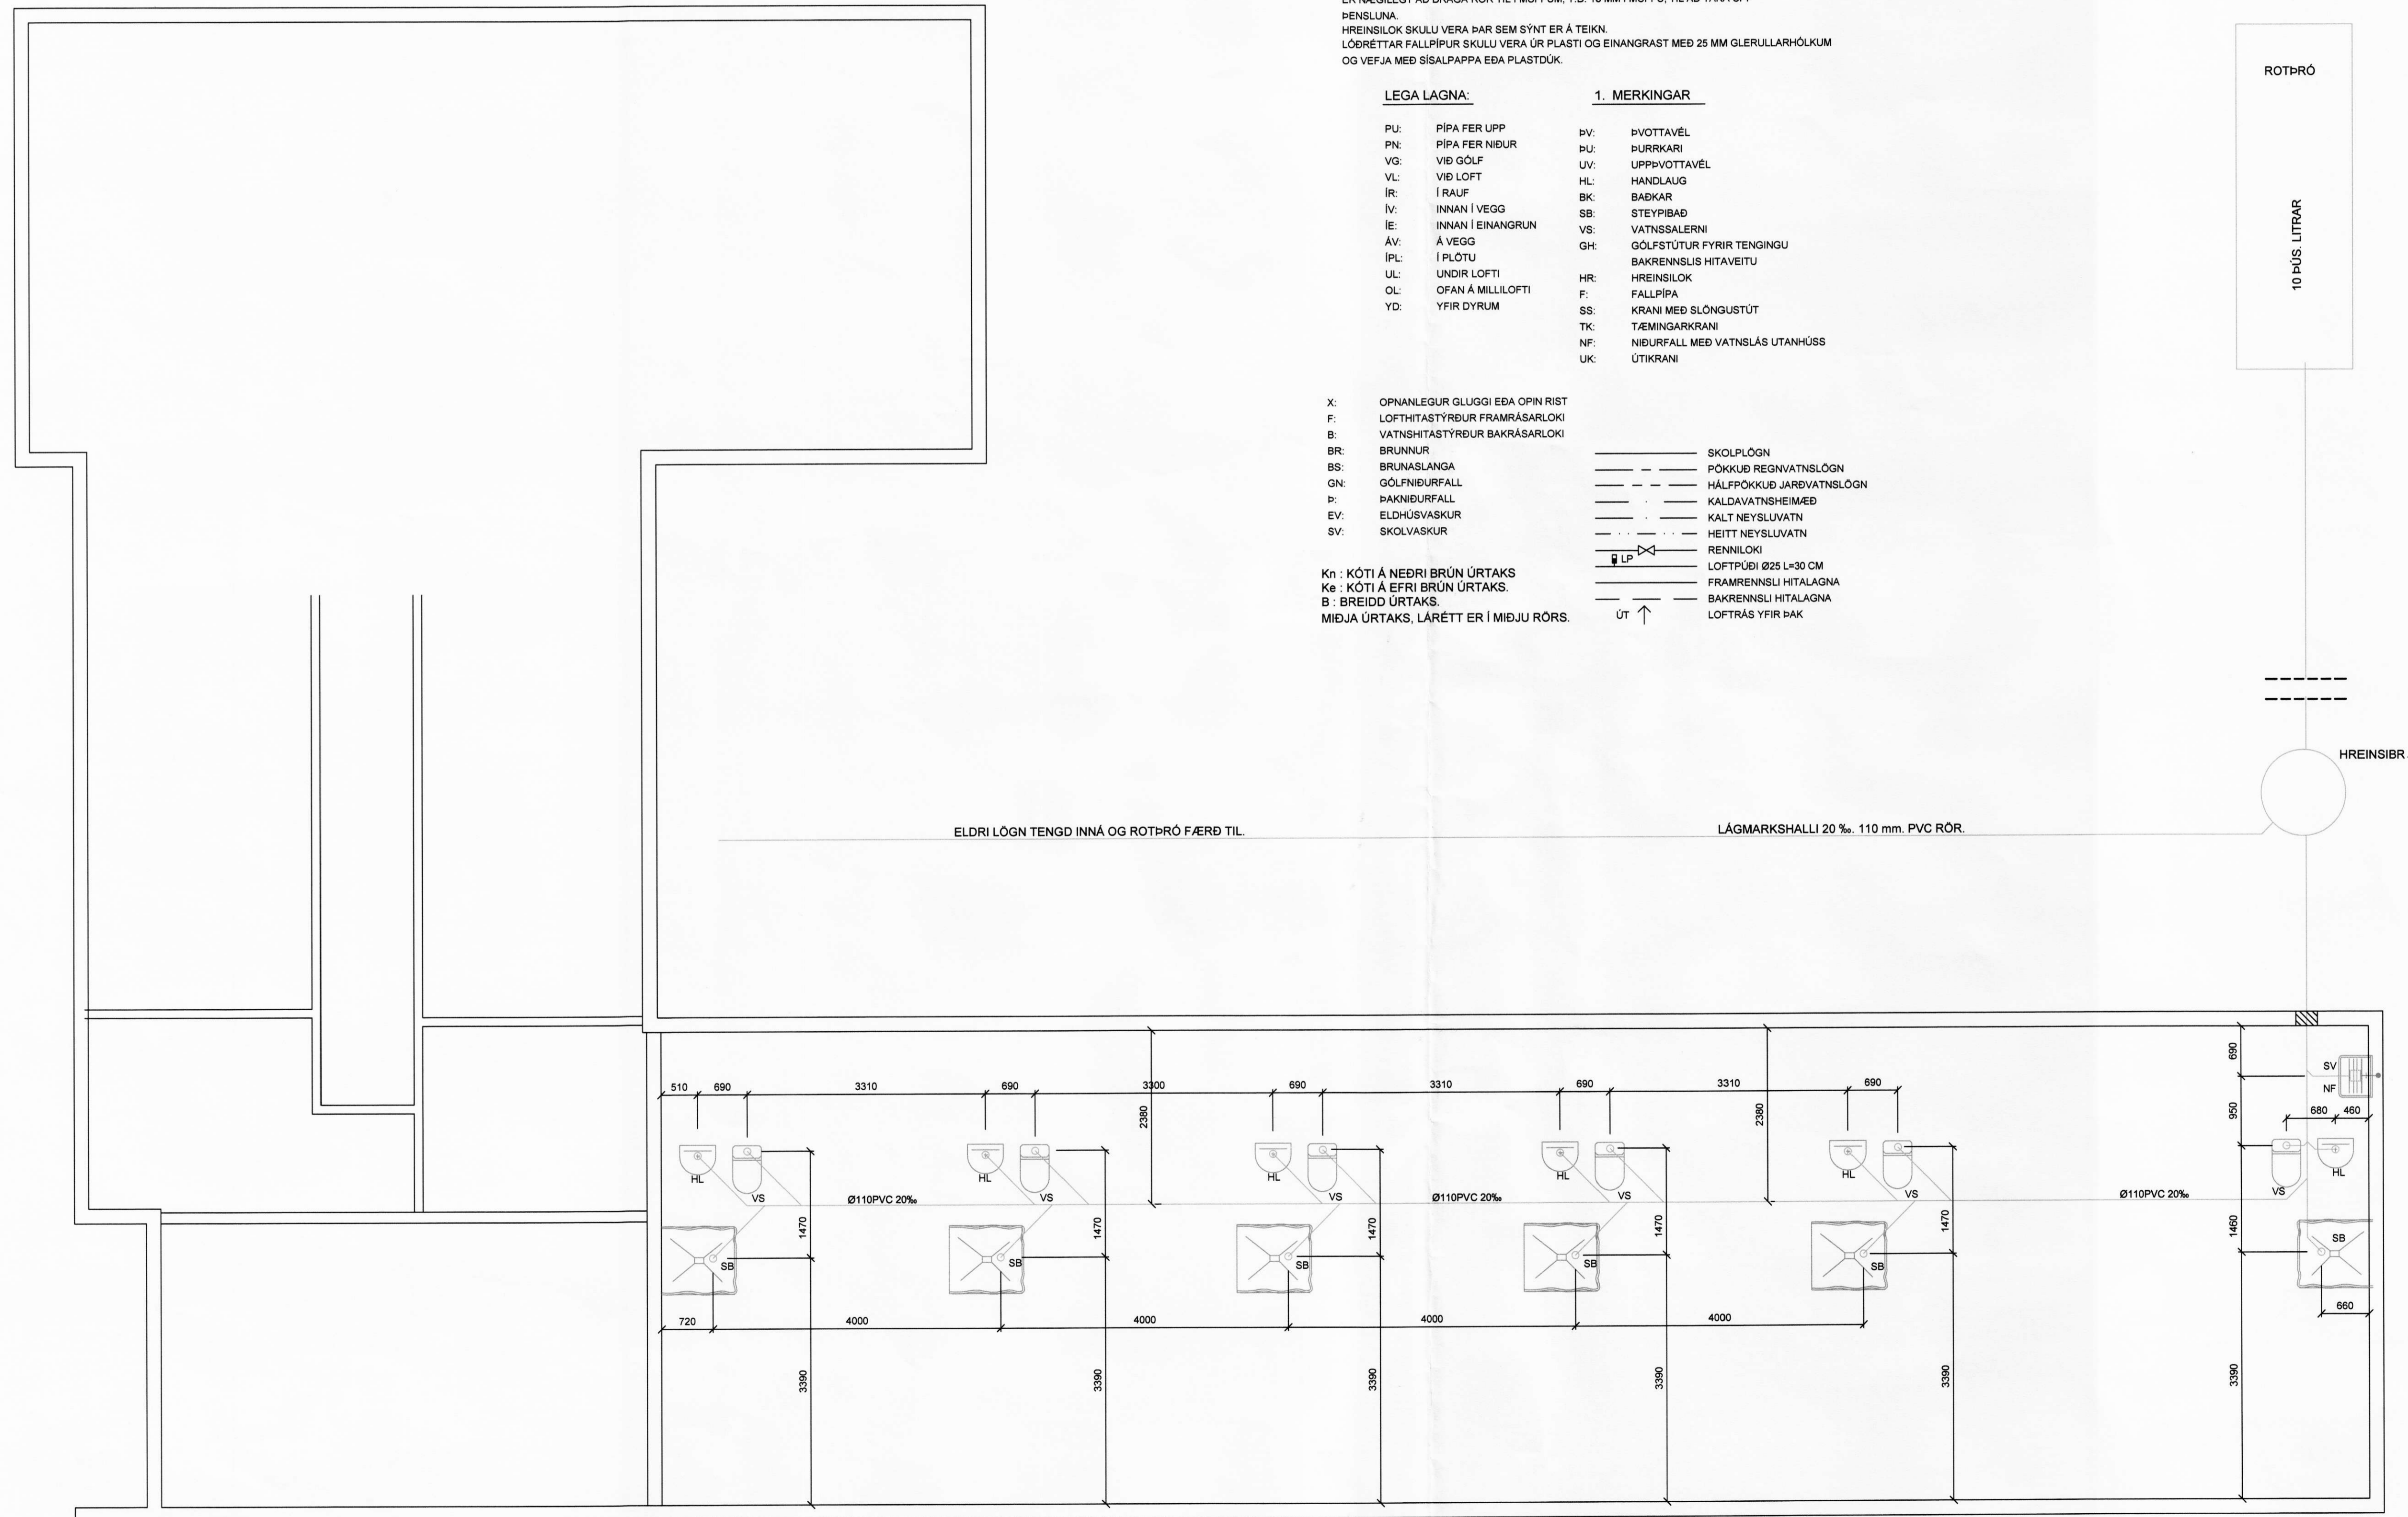 ÞENSLUNA.
HREINSILOK SKULU VERA ÞAR SEM SÝNT ER Á TEIKN.
LÓÐRÉTTAR FALLPÍPUR SKULU VERA ÚR PLASTI OG EINANGRAST MEÐ 25 MM GLERULLARHÓLKUM
OG VEFJA MEÐ SÍSALPAPPA EÐA PLASTDÚK.
LEGA LAGNA:
PU: PÍPA FER UPP
PN: PÍPA FER NIÐUR
VG: VIÐ GÓLF
VL: VIÐ LOFT
ÍR: Í RAUF
ÍV: INNAN Í VEGG
ÍE: INNAN Í EINANGRUN
ÁV: Á VEGG
ÍPL: Í PLÖTU
UL: UNDIR LOFTI
OL: OFAN Á MILLILOFTI
YD: YFIR DYRUM
1. MERKINGAR
ÞV: ÞVOTTAVÉL
ÞU: ÞURRKARI
UV: UPPÞVOTTAVÉL
HL: HANDLAUG
BK: BAÐKAR
SB: STEYPIBAÐ
VS: VATNSSALERNI
GH: GÓLFSTÚTUR FYRIR TENGINGU
BAKRENNSLIS HITAVEITU
HR: HREINSILOK
F: FALLPÍPA
SS: KRANI MEÐ SLÖNGUSTÚT
TK: TÆMINGARKRANI
NF: NIÐURFALL MEÐ VATNSLÁS UTANHÚSS
UK: ÚTIKRANI
X: OPNANLEGUR GLUGGI EÐA OPIN RIST
F: LOFTHITASTÝRÐUR FRAMRÁSARLOKI
B: VATNSHITASTÝRÐUR BAKRÁSARLOKI
BR: BRUNNUR
BS: BRUNASLANGA
GN: GÓLFNIÐURFALL
Þ: ÞAKNIÐURFALL
EV: ELDHÚSVASKUR
SV: SKOLVASKUR
SKOLPLÖGN
PÖKKUÐ REGNVATNSLÖGN
HÁLFPÖKKUÐ JARÐVATNSLÖGN
KALDAVATNSHEIMÆÐ
KALT NEYSLUVATN
HEITT NEYSLUVATN
RENNILOKI
LP LOFTPÚÐI Ø25 L=30 CM
FRAMRENNSLI HITALAGNA
BAKRENNSLI HITALAGNA
ÚT LOFTRÁS YFIR ÞAK
Kn : KÓTI Á NEÐRI BRÚN ÚRTAKS
Ke : KÓTI Á EFRI BRÚN ÚRTAKS.
B : BREIDD ÚRTAKS.
MIÐJA ÚRTAKS, LÁRÉTT ER Í MIÐJU RÖRS.
ROTÞRÓ
10 ÞÚS. LITRAR
HREINSIBR
ELDRI LÖGN TENGD INNÁ OG ROTÞRÓ FÆRÐ TIL.
LÁGMARKSHALLI 20 ‰. 110 mm. PVC RÖR.
510 690 3310 690 3300 690 3310 690 3310 690
2380
2380
690
950
SV
NF
680 460
HL
VS
HL
VS
HL
VS
HL
VS
HL
VS
HL
VS
Ø110PVC 20‰
Ø110PVC 20‰
Ø110PVC 20‰
1470
1470
1470
1470
1470
1460
SB
SB
SB
SB
SB
SB
660
720 4000 4000 4000 4000
3390
3390
3390
3390
3390
3390